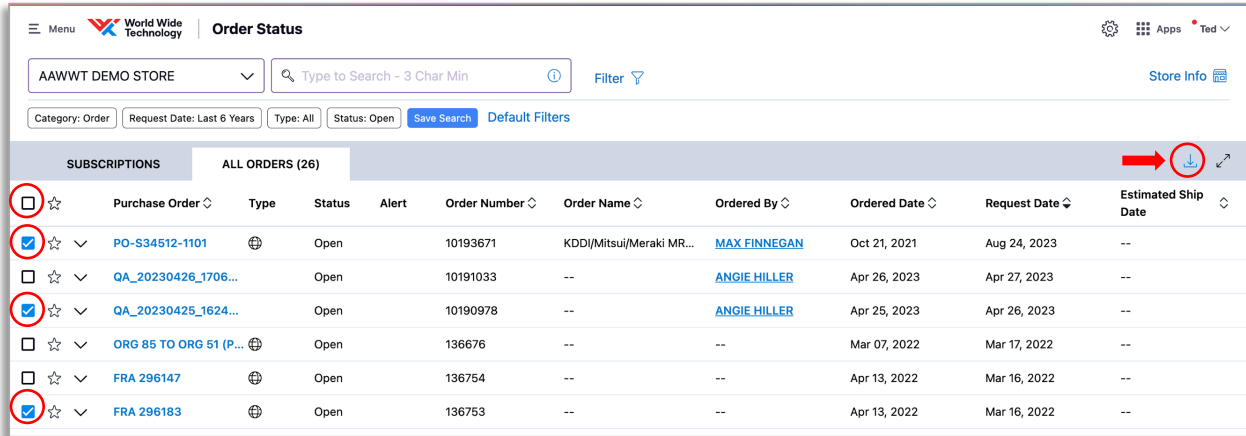 Menu World Wide Technology Order Status Apps Ted
AAWWT DEMO STORE Type to Search - 3 Char Min Filter Store Info
Category: Order Request Date: Last 6 Years Type: All Status: Open Save Search Default Filters
SUBSCRIPTIONS ALL ORDERS (26)
Purchase Order Type Status Alert Order Number Order Name Ordered By Ordered Date Request Date Estimated Ship Date
PO-S34512-1101 Open 10193671 KDDI/Mitsui/Meraki MR... MAX FINNEGAN Oct 21, 2021 Aug 24, 2023 --
QA_20230426_1706... Open 10191033 -- ANGIE HILLER Apr 26, 2023 Apr 27, 2023 --
QA_20230425_1624... Open 10190978 -- ANGIE HILLER Apr 25, 2023 Apr 26, 2023 --
ORG 85 TO ORG 51 (P... Open 136676 -- -- Mar 07, 2022 Mar 17, 2022 --
FRA 296147 Open 136754 -- -- Apr 13, 2022 Mar 16, 2022 --
FRA 296183 Open 136753 -- -- Apr 13, 2022 Mar 16, 2022 --